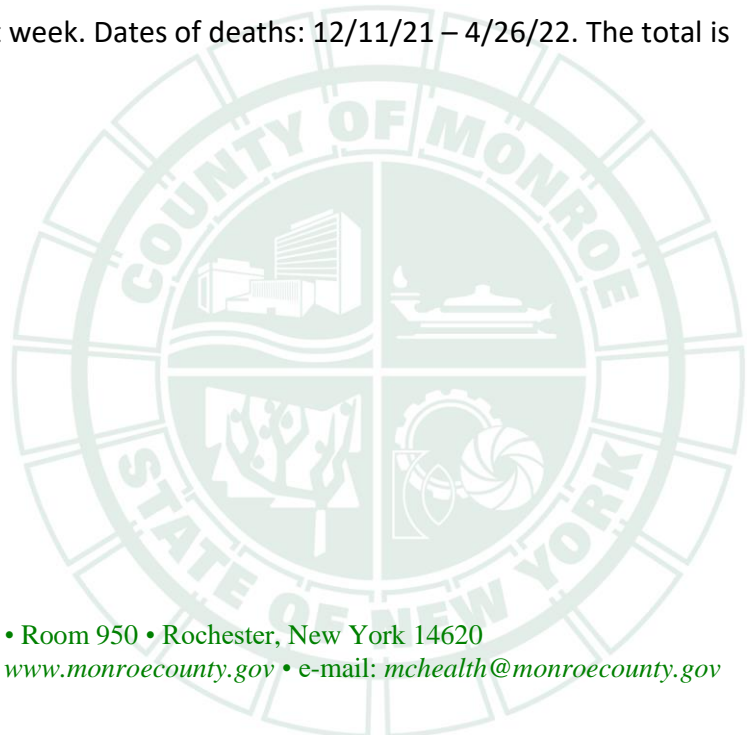 week. Dates of deaths: 12/11/21 – 4/26/22. The total is
COUNTY OF MONROE
STATE OF NEW YORK
• Room 950 • Rochester, New York 14620
www.monroecounty.gov • e-mail: mchealth@monroecounty.gov